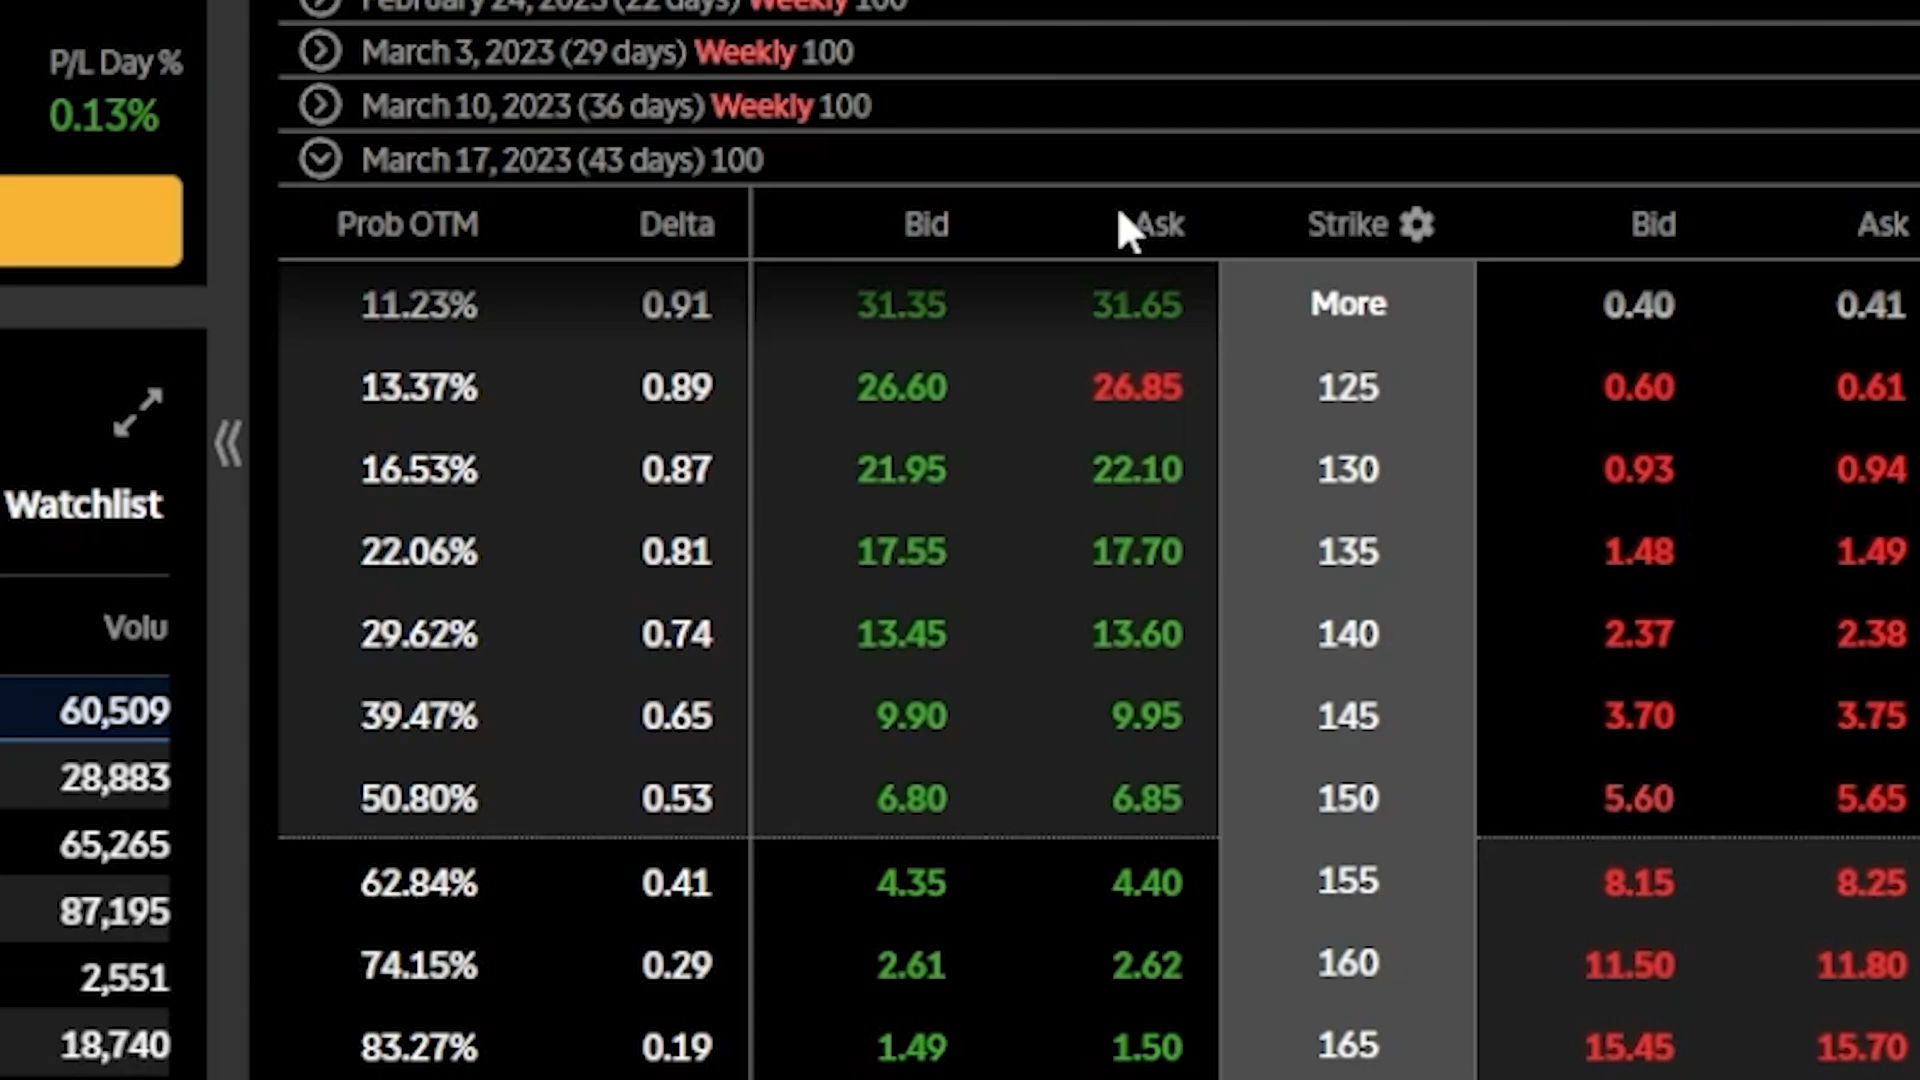 February 24, 2023 (22 days) Weekly 100
P/L Day %
0.13%
March 3, 2023 (29 days) Weekly 100
March 10, 2023 (36 days) Weekly 100
March 17, 2023 (43 days) 100
Prob OTM Delta Bid Ask Strike Bid Ask
11.23% 0.91 31.35 31.65 More 0.40 0.41
13.37% 0.89 26.60 26.85 125 0.60 0.61
16.53% 0.87 21.95 22.10 130 0.93 0.94
22.06% 0.81 17.55 17.70 135 1.48 1.49
29.62% 0.74 13.45 13.60 140 2.37 2.38
39.47% 0.65 9.90 9.95 145 3.70 3.75
50.80% 0.53 6.80 6.85 150 5.60 5.65
62.84% 0.41 4.35 4.40 155 8.15 8.25
74.15% 0.29 2.61 2.62 160 11.50 11.80
83.27% 0.19 1.49 1.50 165 15.45 15.70
Watchlist
Volu
60,509
28,883
65,265
87,195
2,551
18,740